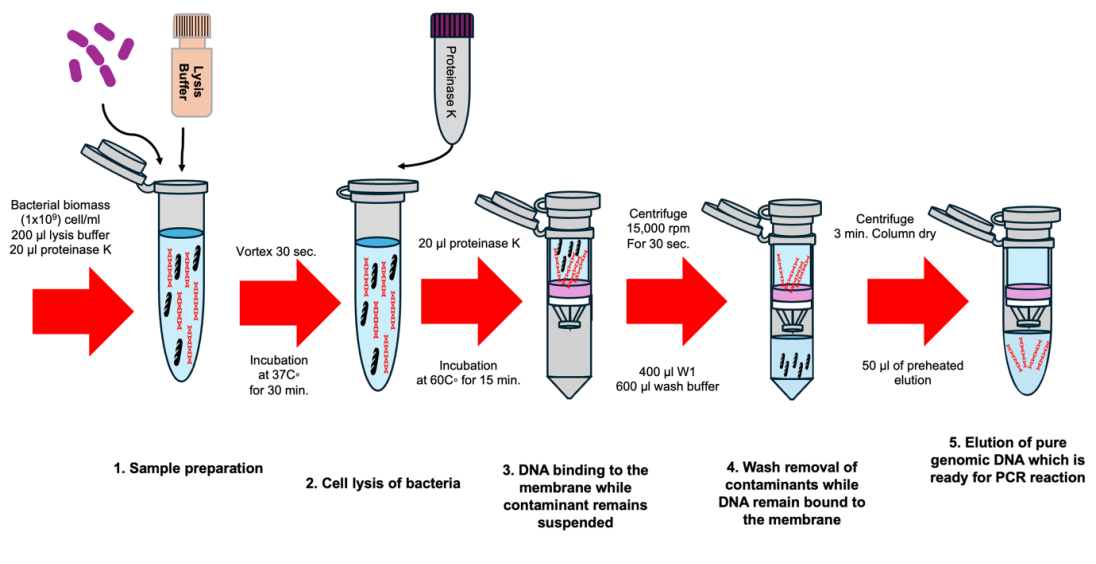 Lysis
Buffer
Proteinase K
Bacterial biomass
(1x10⁹) cell/ml
200 µl lysis buffer
20 µl proteinase K
Vortex 30 sec.
Incubation
at 37C◦
for 30 min.
20 µl proteinase K
Incubation
at 60C◦ for 15 min.
Centrifuge
15,000 rpm
For 30 sec.
400 µl W1
600 µl wash buffer
Centrifuge
3 min. Column dry
50 µl of preheated
elution
1. Sample preparation
2. Cell lysis of bacteria
3. DNA binding to the
membrane while
contaminant remains
suspended
4. Wash removal of
contaminants while
DNA remain bound to
the membrane
5. Elution of pure
genomic DNA which is
ready for PCR reaction